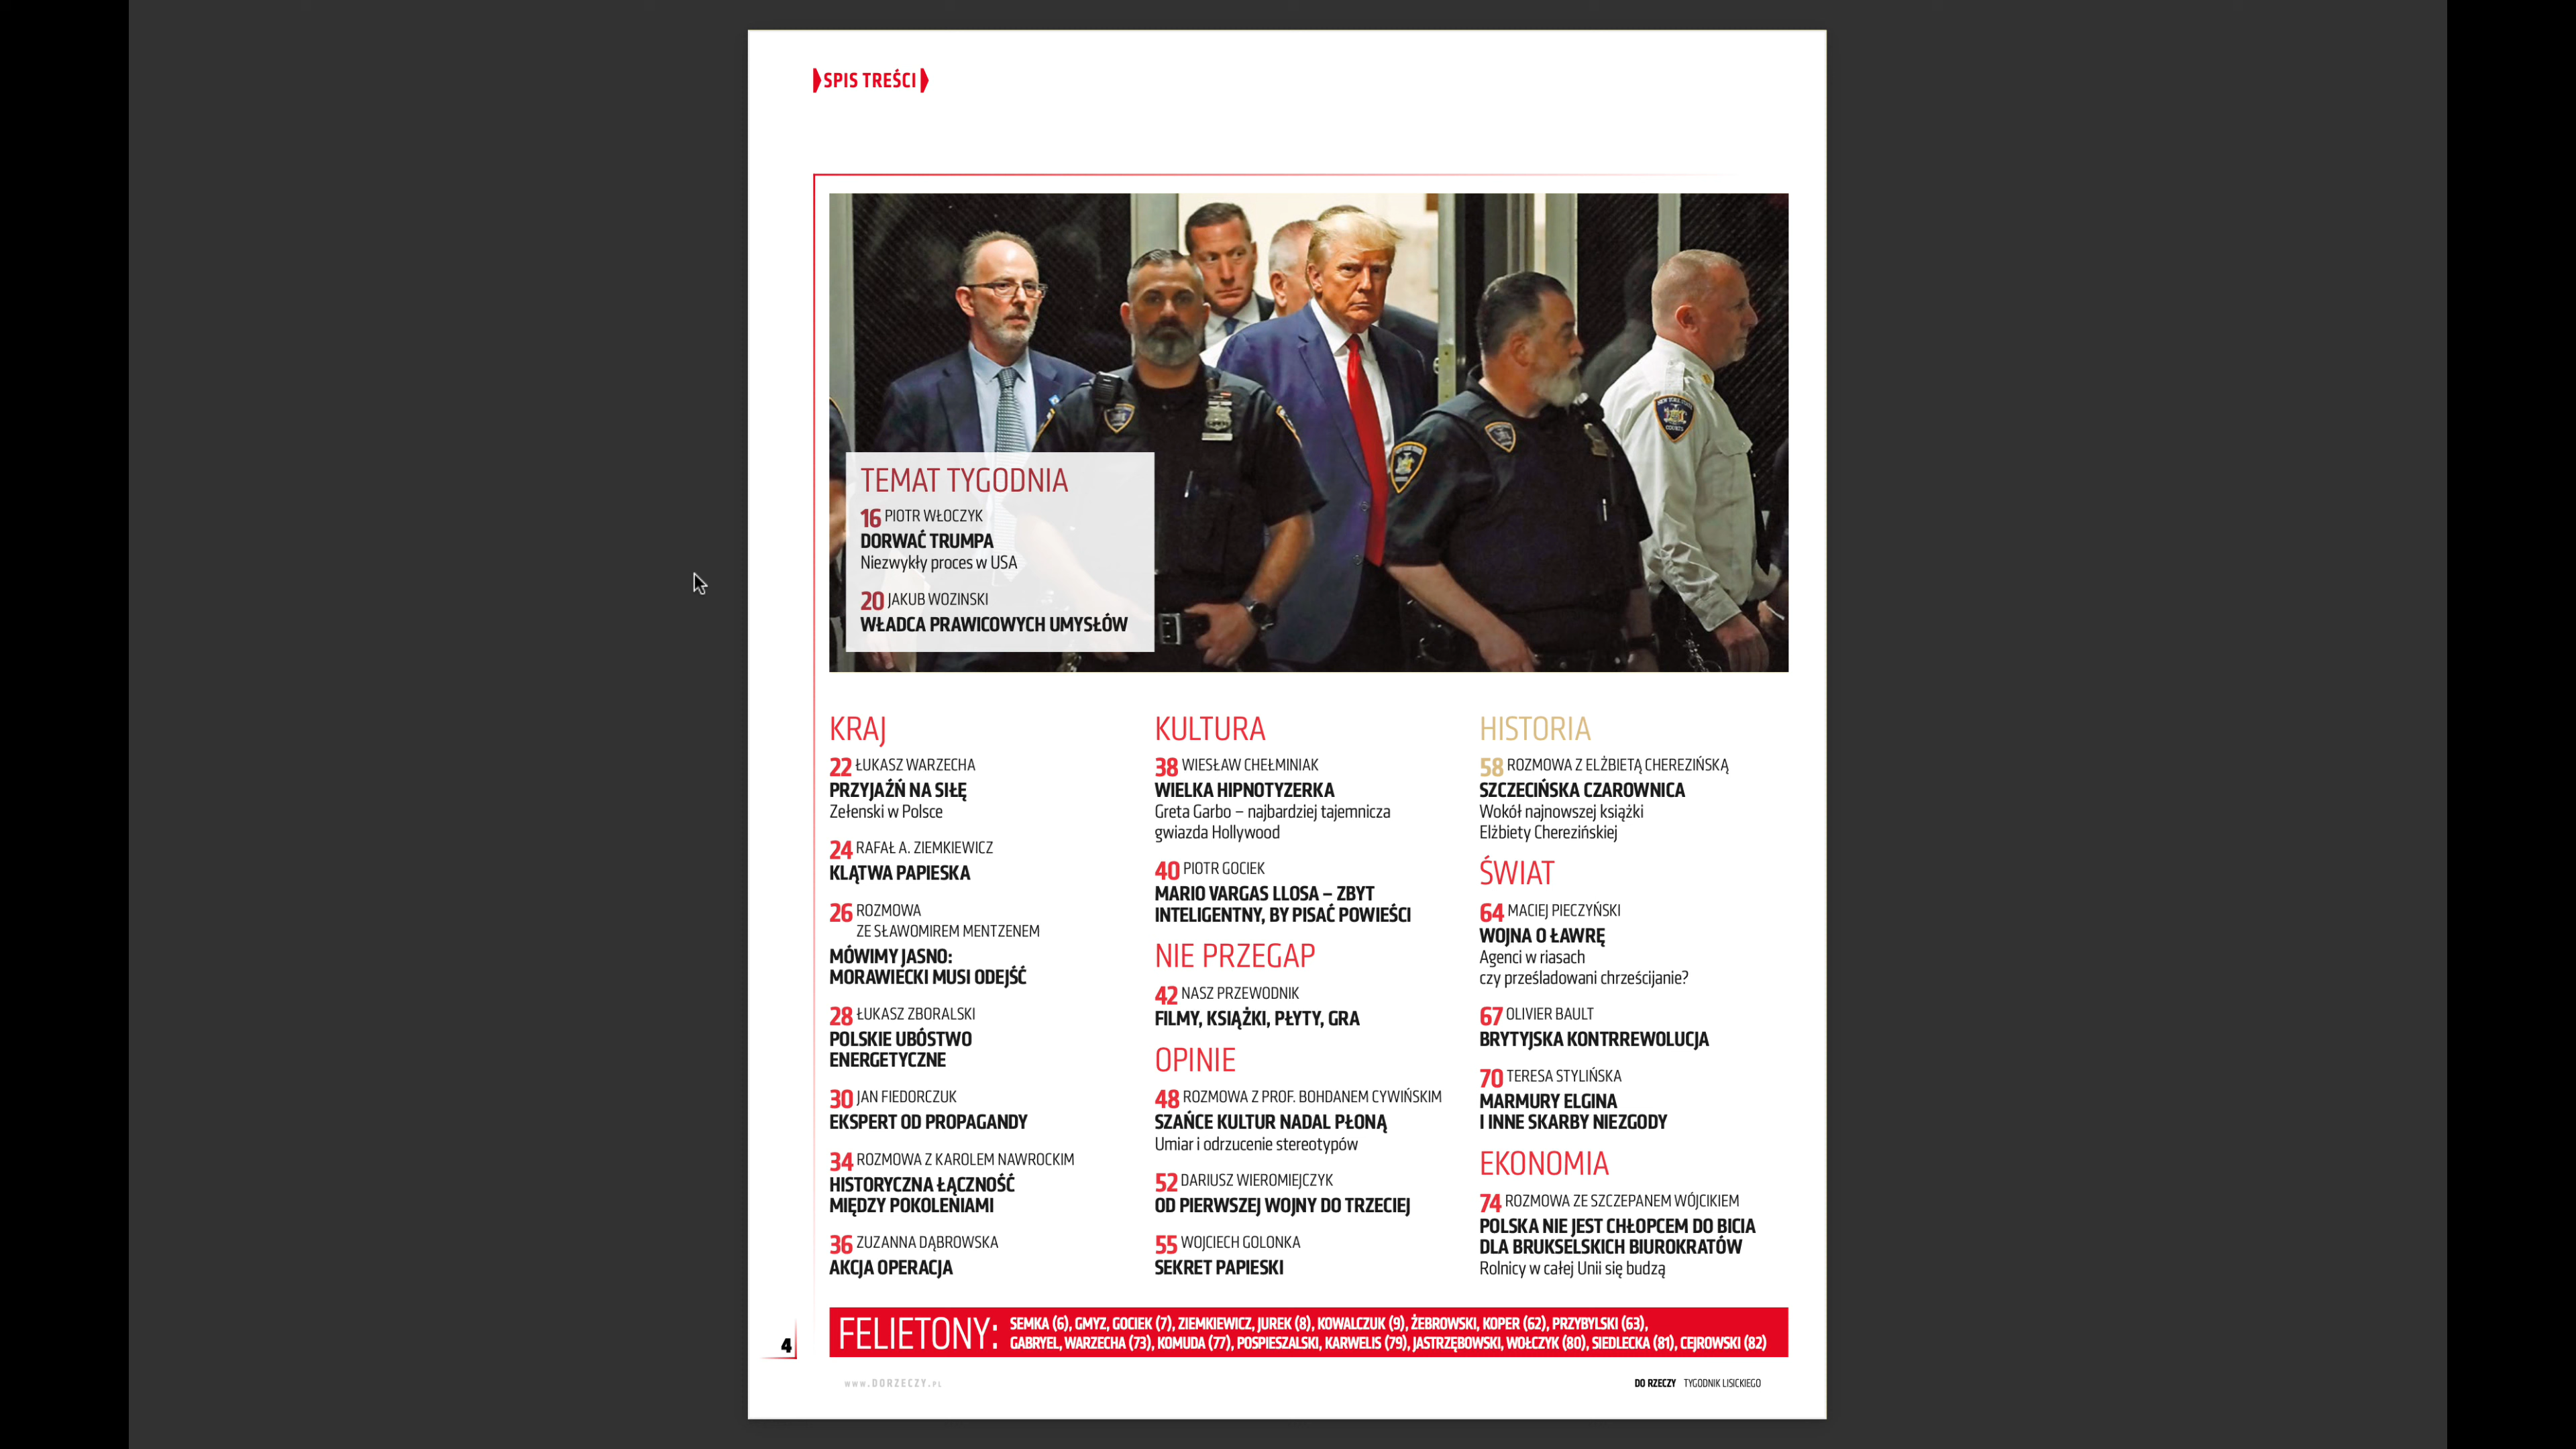 SPIS TREŚCI
TEMAT TYGODNIA
16 PIOTR WŁOCZYK
DORWAĆ TRUMPA
Niezwykły proces w USA
20 JAKUB WOZINSKI
WŁADCA PRAWICOWYCH UMYSŁÓW
KRAJ
22 ŁUKASZ WARZECHA
PRZYJAŹŃ NA SIŁĘ
Zełenski w Polsce
24 RAFAŁ A. ZIEMKIEWICZ
KLĄTWA PAPIESKA
26 ROZMOWA
ZE SŁAWOMIREM MENTZENEM
MÓWIMY JASNO:
MORAWIECKI MUSI ODEJŚĆ
28 ŁUKASZ ZBORALSKI
POLSKIE UBÓSTWO
ENERGETYCZNE
30 JAN FIEDORCZUK
EKSPERT OD PROPAGANDY
34 ROZMOWA Z KAROLEM NAWROCKIM
HISTORYCZNA ŁĄCZNOŚĆ
MIĘDZY POKOLENIAMI
36 ZUZANNA DĄBROWSKA
AKCJA OPERACJA
KULTURA
38 WIESŁAW CHEŁMINIAK
WIELKA HIPNOTYZERKA
Greta Garbo – najbardziej tajemnicza
gwiazda Hollywood
40 PIOTR GOCIEK
MARIO VARGAS LLOSA – ZBYT
INTELIGENTNY, BY PISAĆ POWIEŚCI
NIE PRZEGAP
42 NASZ PRZEWODNIK
FILMY, KSIĄŻKI, PŁYTY, GRA
OPINIE
48 ROZMOWA Z PROF. BOHDANEM CYWIŃSKIM
SZAŃCE KULTUR NADAL PŁONĄ
Umiar i odrzucenie stereotypów
52 DARIUSZ WIEROMIEJCZYK
OD PIERWSZEJ WOJNY DO TRZECIEJ
55 WOJCIECH GOLONKA
SEKRET PAPIESKI
HISTORIA
58 ROZMOWA Z ELŻBIETĄ CHEREZIŃSKĄ
SZCZECIŃSKA CZAROWNICA
Wokół najnowszej książki
Elżbiety Cherezińskiej
ŚWIAT
64 MACIEJ PIECZYŃSKI
WOJNA O ŁAWRĘ
Agenci w riasach
czy prześladowani chrześcijanie?
67 OLIVIER BAULT
BRYTYJSKA KONTRREWOLUCJA
70 TERESA STYLIŃSKA
MARMURY ELGINA
I INNE SKARBY NIEZGODY
EKONOMIA
74 ROZMOWA ZE SZCZEPANEM WÓJCIKIEM
POLSKA NIE JEST CHŁOPCEM DO BICIA
DLA BRUKSELSKICH BIUROKRATÓW
Rolnicy w całej Unii się budzą
FELIETONY: SEMKA (6), GMYZ, GOCIEK (7), ZIEMKIEWICZ, JUREK (8), KOWALCZUK (9), ŻEBROWSKI, KOPER (62), PRZYBYLSKI (63),
GABRYEL, WARZECHA (73), KOMUDA (77), POSPIESZALSKI, KARWELIS (79), JASTRZĘBOWSKI, WOŁCZYK (80), SIEDLECKA (81), CEJROWSKI (82)
4
WWW.DORZECZY.PL
DO RZECZY TYGODNIK LISICKIEGO